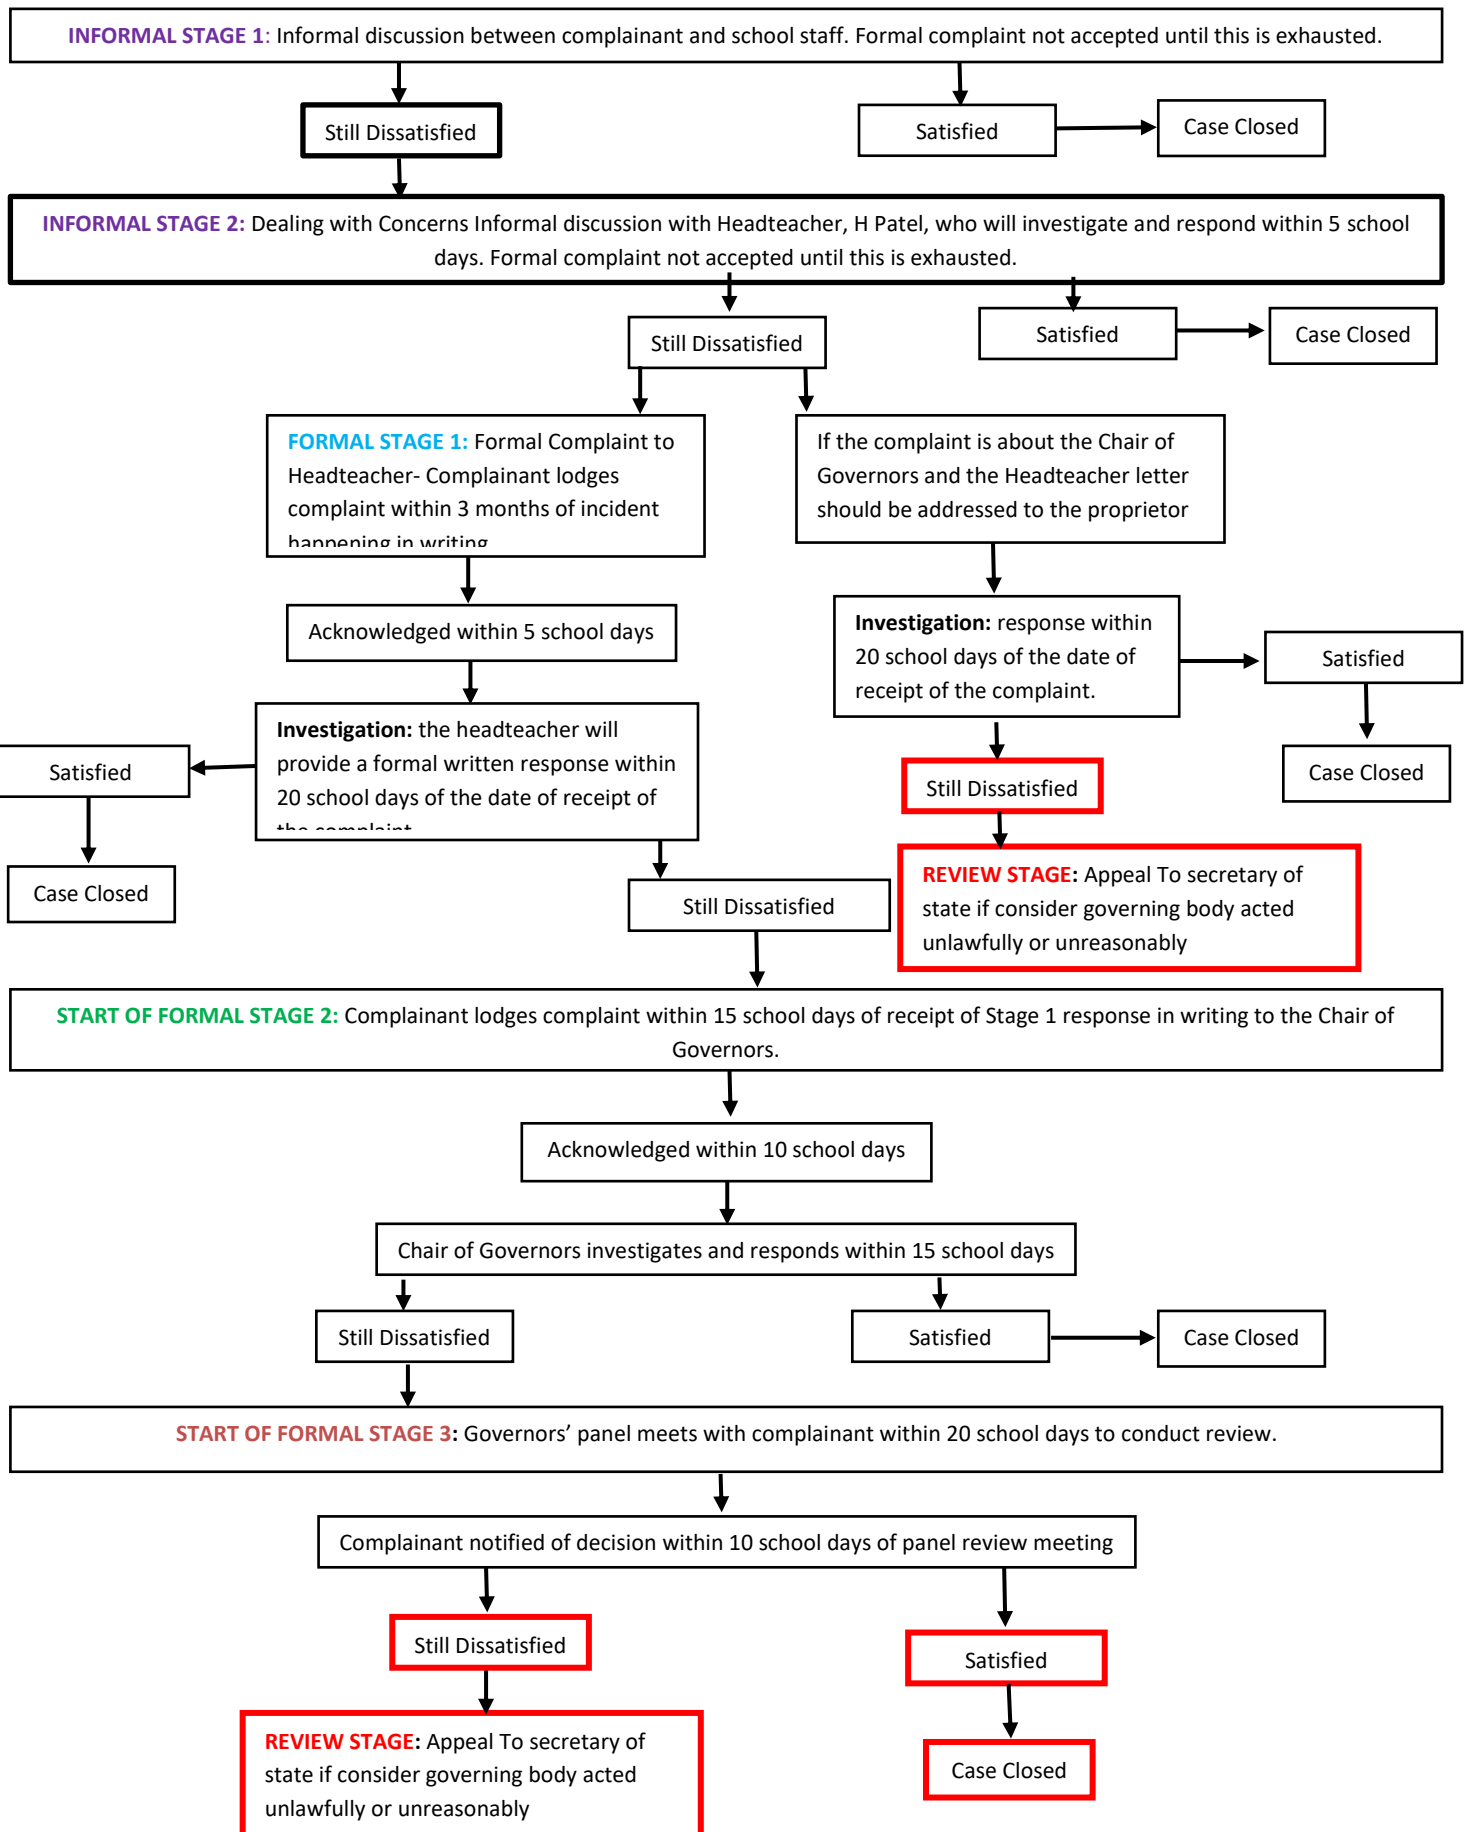 INFORMAL STAGE 1: Informal discussion between complainant and school staff. Formal complaint not accepted until this is exhausted.
Still Dissatisfied
Satisfied
Case Closed
INFORMAL STAGE 2: Dealing with Concerns Informal discussion with Headteacher, H Patel, who will investigate and respond within 5 school
days. Formal complaint not accepted until this is exhausted.
Still Dissatisfied
Satisfied
Case Closed
FORMAL STAGE 1: Formal Complaint to
Headteacher- Complainant lodges
complaint within 3 months of incident
happening in writing
If the complaint is about the Chair of
Governors and the Headteacher letter
should be addressed to the proprietor
Acknowledged within 5 school days
Investigation: response within
20 school days of the date of
receipt of the complaint.
Satisfied
Case Closed
Investigation: the headteacher will
provide a formal written response within
20 school days of the date of receipt of
the complaint
Satisfied
Case Closed
Still Dissatisfied
REVIEW STAGE: Appeal To secretary of
state if consider governing body acted
unlawfully or unreasonably
Still Dissatisfied
START OF FORMAL STAGE 2: Complainant lodges complaint within 15 school days of receipt of Stage 1 response in writing to the Chair of
Governors.
Acknowledged within 10 school days
Chair of Governors investigates and responds within 15 school days
Still Dissatisfied
Satisfied
Case Closed
START OF FORMAL STAGE 3: Governors’ panel meets with complainant within 20 school days to conduct review.
Complainant notified of decision within 10 school days of panel review meeting
Still Dissatisfied
Satisfied
REVIEW STAGE: Appeal To secretary of
state if consider governing body acted
unlawfully or unreasonably
Case Closed